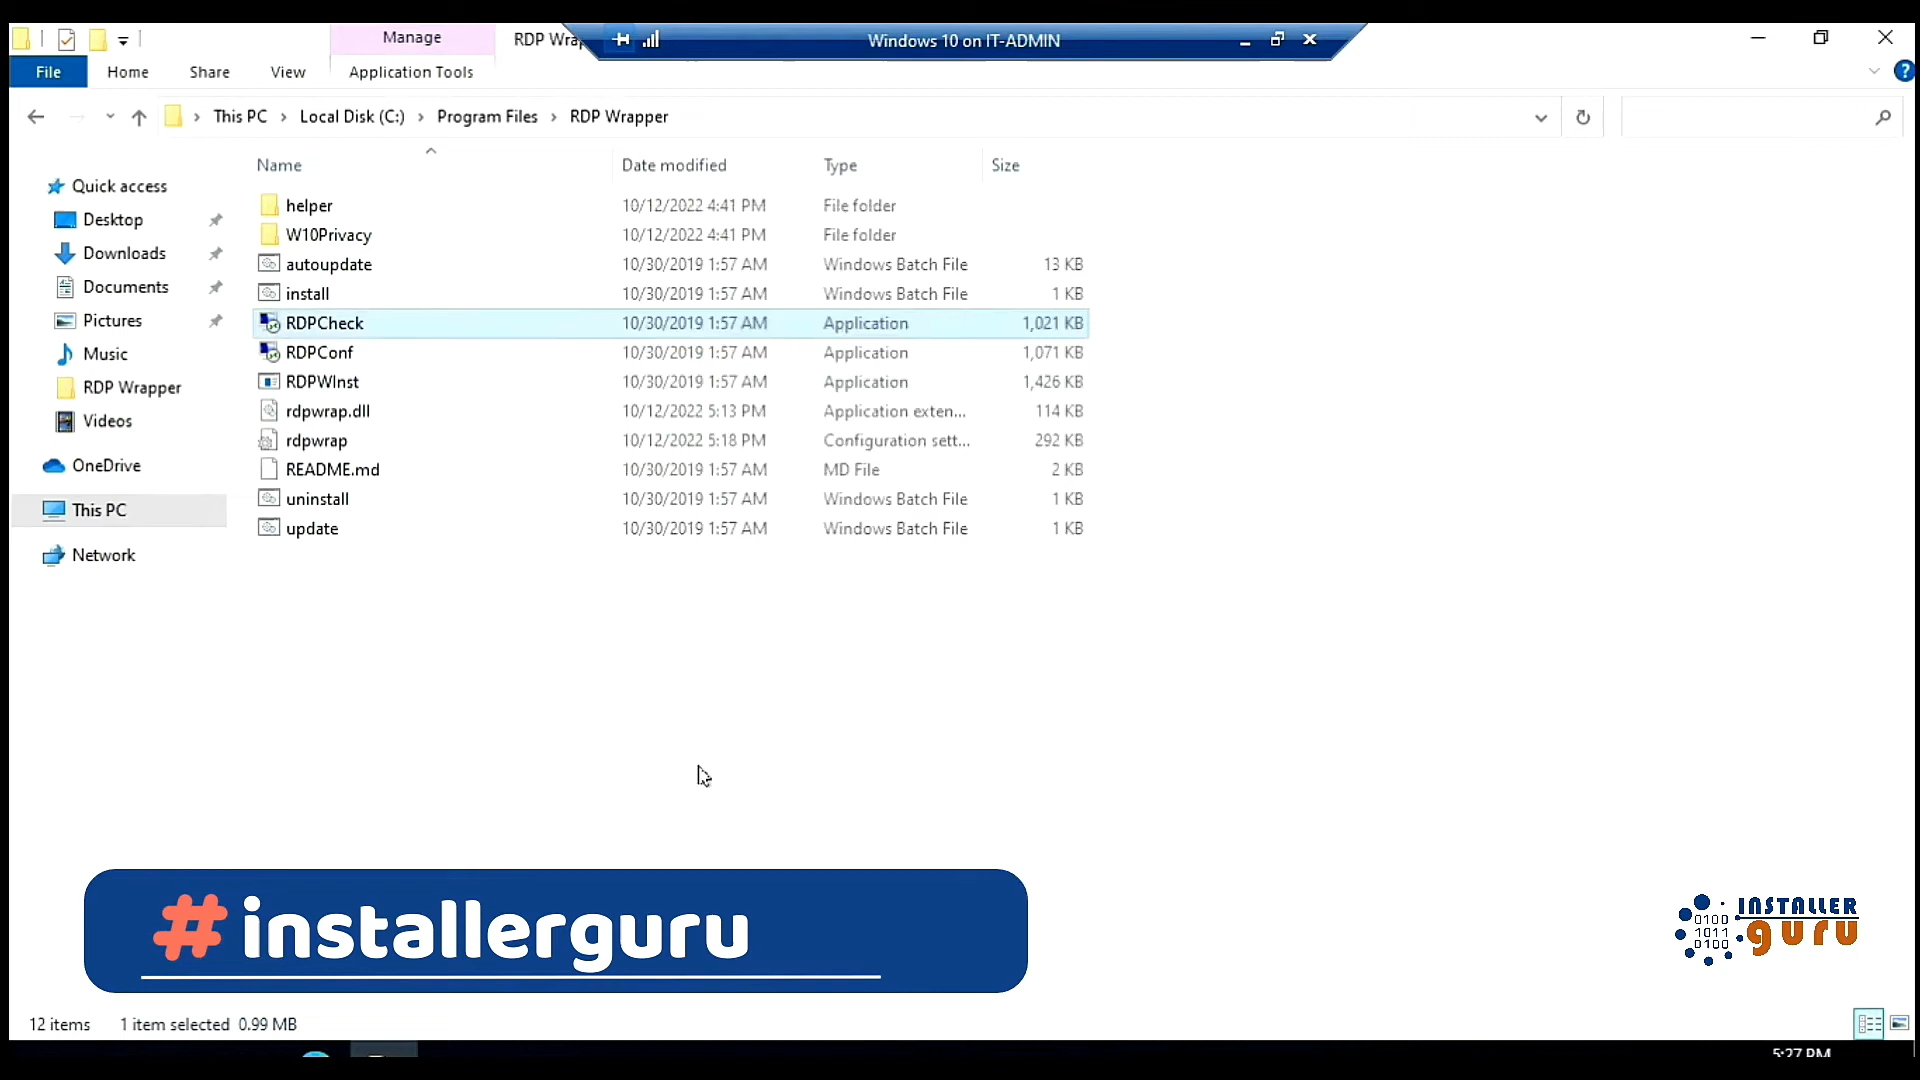 Manage
RDP Wra
Windows 10 on IT-ADMIN
File
Home
Share
View
Application Tools
This PC
Local Disk (C:)
Program Files
RDP Wrapper
Name
Date modified
Type
Size
Quick access
Desktop
Downloads
Documents
Pictures
Music
RDP Wrapper
Videos
OneDrive
This PC
Network
helper 10/12/2022 4:41 PM File folder
W10Privacy 10/12/2022 4:41 PM File folder
autoupdate 10/30/2019 1:57 AM Windows Batch File 13 KB
install 10/30/2019 1:57 AM Windows Batch File 1 KB
RDPCheck 10/30/2019 1:57 AM Application 1,021 KB
RDPConf 10/30/2019 1:57 AM Application 1,071 KB
RDPWInst 10/30/2019 1:57 AM Application 1,426 KB
rdpwrap.dll 10/12/2022 5:13 PM Application exten... 114 KB
rdpwrap 10/12/2022 5:18 PM Configuration sett... 292 KB
README.md 10/30/2019 1:57 AM MD File 2 KB
uninstall 10/30/2019 1:57 AM Windows Batch File 1 KB
update 10/30/2019 1:57 AM Windows Batch File 1 KB
#installerguru
0100
1011
0100
INSTALLER
guru
12 items 1 item selected 0.99 MB
5:27 PM